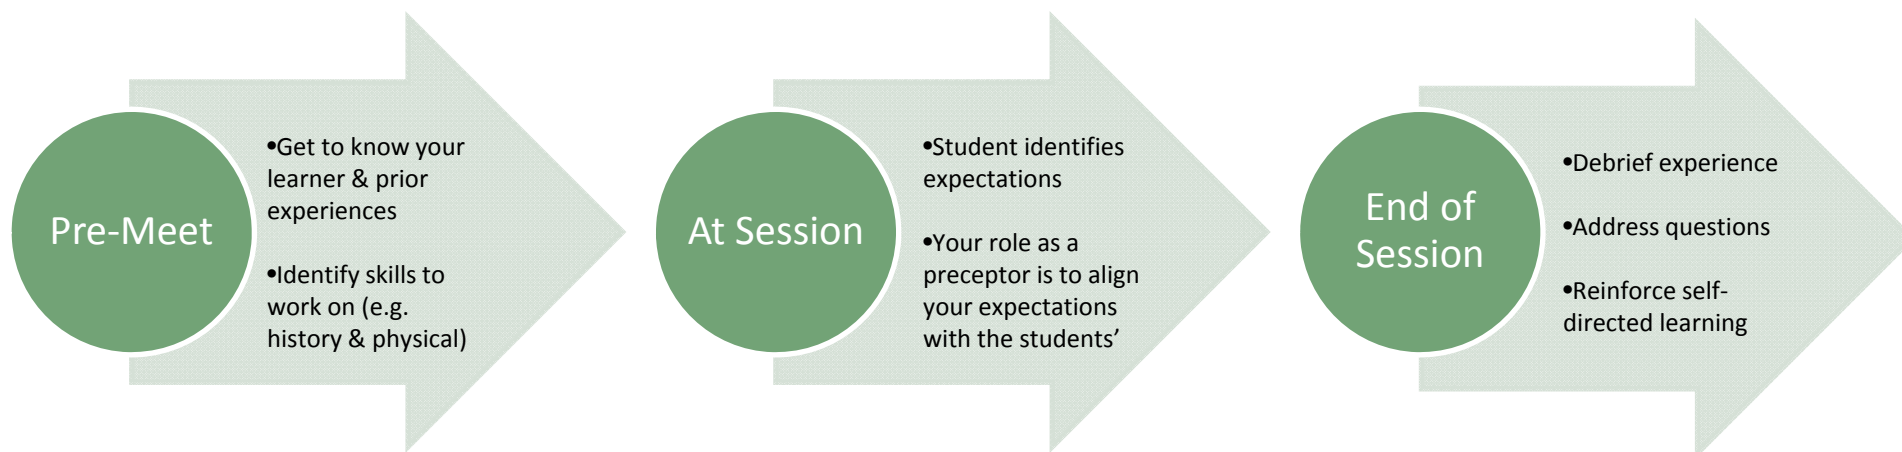 Pre-Meet
•Get to know your
learner & prior
experiences
•Identify skills to
work on (e.g.
history & physical)
At Session
•Student identifies
expectations
•Your role as a
preceptor is to align
your expectations
with the students’
End of
Session
•Debrief experience
•Address questions
•Reinforce self-
directed learning